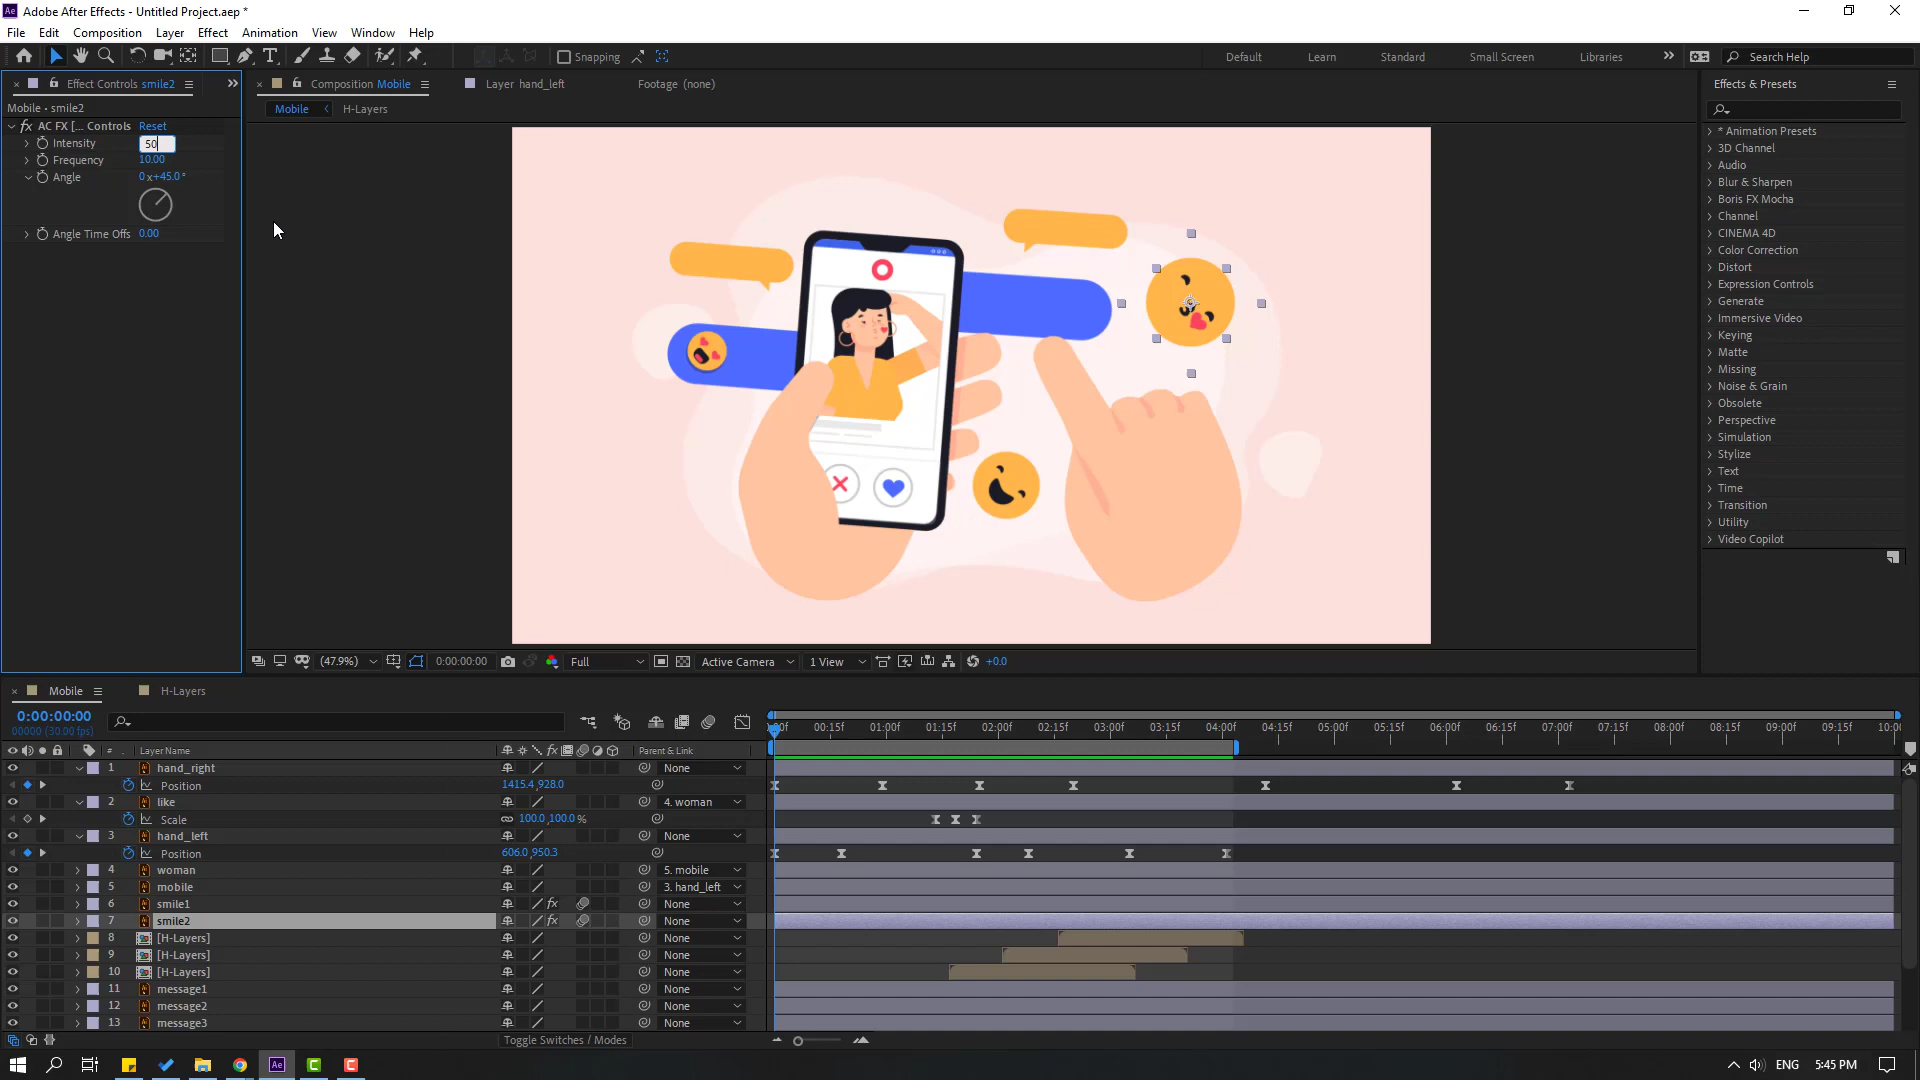 Adobe After Effects - Untitled Project.aep *
File Edit Composition Layer Effect Animation View Window Help
Snapping Default Learn Standard Small Screen Libraries Search Help
Effect Controls smile2
Composition Mobile Layer hand_left Footage (none)
Effects & Presets
Mobile • smile2
Mobile H-Layers
AC FX [... Controls Reset
Intensity 50
Frequency 10.00
Angle 0 x+45.0°
Angle Time Offs 0.00
* Animation Presets
3D Channel
Audio
Blur & Sharpen
Boris FX Mocha
Channel
CINEMA 4D
Color Correction
Distort
Expression Controls
Generate
Immersive Video
Keying
Matte
Missing
Noise & Grain
Obsolete
Perspective
Simulation
Stylize
Text
Time
Transition
Utility
Video Copilot
(47.9%) 0:00:00:00 Full Active Camera 1 View +0.0
Mobile H-Layers
0:00:00:00
00000 (30.00 fps)
:00f 00:15f 01:00f 01:15f 02:00f 02:15f 03:00f 03:15f 04:00f 04:15f 05:00f 05:15f 06:00f 06:15f 07:00f 07:15f 08:00f 08:15f 09:00f 09:15f 10:00
# Layer Name Parent & Link
1 hand_right None
Position 1415.4,928.0
2 like 4. woman
Scale 100.0,100.0 %
3 hand_left None
Position 606.0,950.3
4 woman 5. mobile
5 mobile 3. hand_left
6 smile1 fx None
7 smile2 fx None
8 [H-Layers] None
9 [H-Layers] None
10 [H-Layers] None
11 message1 None
12 message2 None
13 message3 None
Toggle Switches / Modes
ENG 5:45 PM